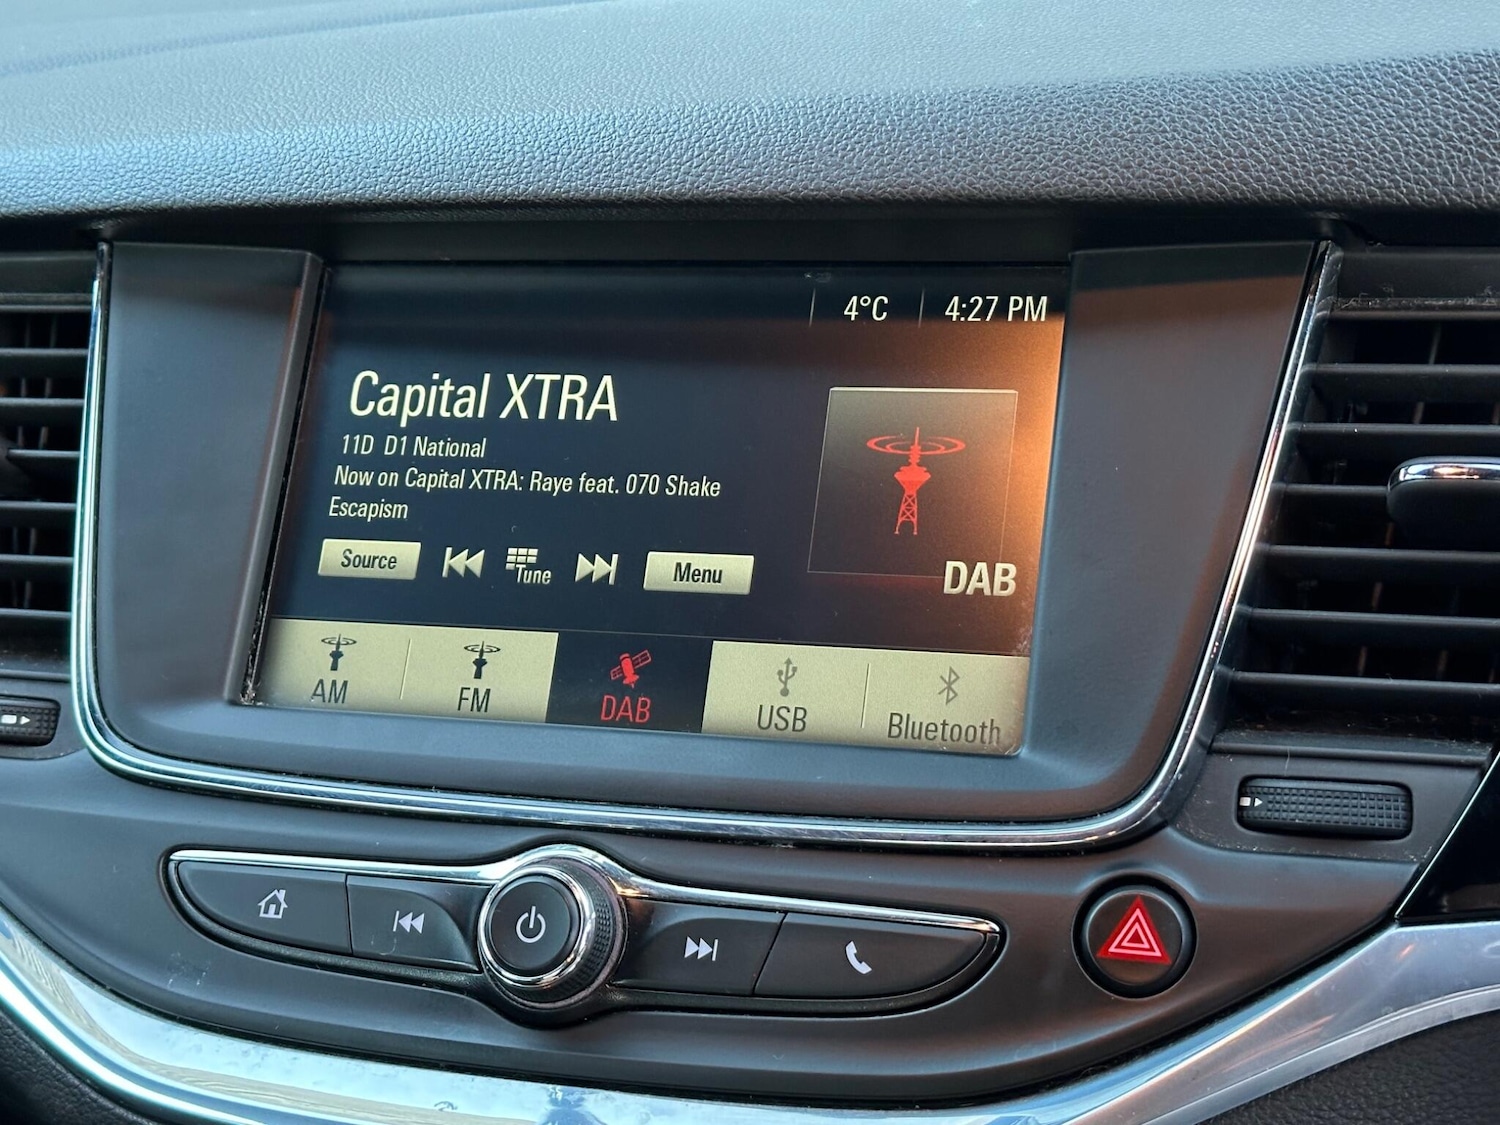 4°C 4:27 PM
Capital XTRA
11D D1 National
Now on Capital XTRA: Raye feat. 070 Shake
Escapism
Source Tune Menu
DAB
AM FM DAB USB Bluetooth